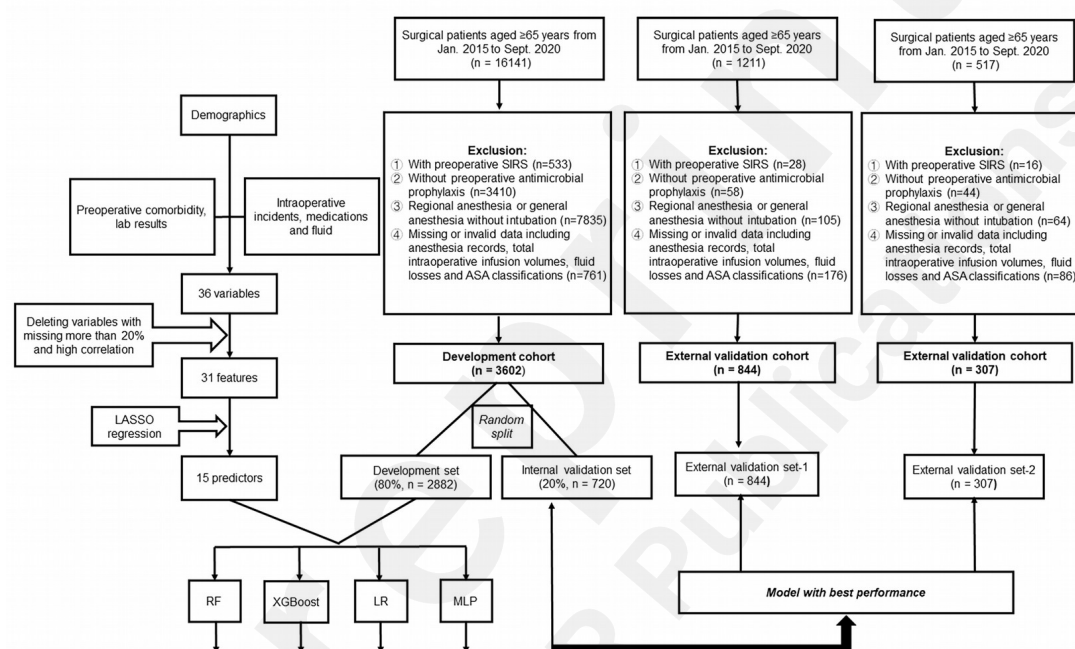 Surgical patients aged ≥65 years from
Jan. 2015 to Sept. 2020
(n = 16141)
Surgical patients aged ≥65 years
from Jan. 2015 to Sept. 2020
(n = 1211)
Surgical patients aged ≥65 years
from Jan. 2015 to Sept. 2020
(n = 517)
Demographics
Preoperative comorbidity,
lab results
Intraoperative
incidents, medications
and fluid
36 variables
Deleting variables with
missing more than 20%
and high correlation
31 features
LASSO
regression
15 predictors
Exclusion:
① With preoperative SIRS (n=533)
② Without preoperative antimicrobial
prophylaxis (n=3410)
③ Regional anesthesia or general
anesthesia without intubation (n=7835)
④ Missing or invalid data including
anesthesia records, total
intraoperative infusion volumes, fluid
losses and ASA classifications (n=761)
Exclusion:
① With preoperative SIRS (n=28)
② Without preoperative antimicrobial
prophylaxis (n=58)
③ Regional anesthesia or general
anesthesia without intubation (n=105)
④ Missing or invalid data including
anesthesia records, total
intraoperative infusion volumes, fluid
losses and ASA classifications (n=176)
Exclusion:
① With preoperative SIRS (n=16)
② Without preoperative antimicrobial
prophylaxis (n=44)
③ Regional anesthesia or general
anesthesia without intubation (n=64)
④ Missing or invalid data including
anesthesia records, total
intraoperative infusion volumes, fluid
losses and ASA classifications (n=86)
Development cohort
(n = 3602)
External validation cohort
(n = 844)
External validation cohort
(n = 307)
Random
split
Development set
(80%, n = 2882)
Internal validation set
(20%, n = 720)
External validation set-1
(n = 844)
External validation set-2
(n = 307)
RF
XGBoost
LR
MLP
Model with best performance